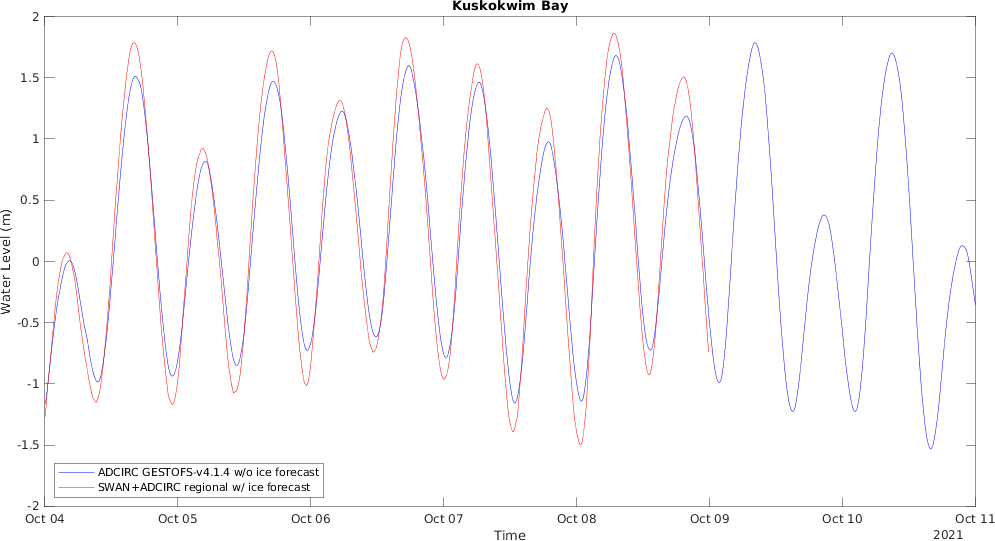 Kuskokwim Bay
2
1.5
1
0.5
0
-0.5
-1
-1.5
-2
Water Level (m)
ADCIRC GESTOFS-v4.1.4 w/o ice forecast
SWAN+ADCIRC regional w/ ice forecast
Oct 04
Oct 05
Oct 06
Oct 07
Oct 08
Oct 09
Oct 10
Oct 11
Time
2021